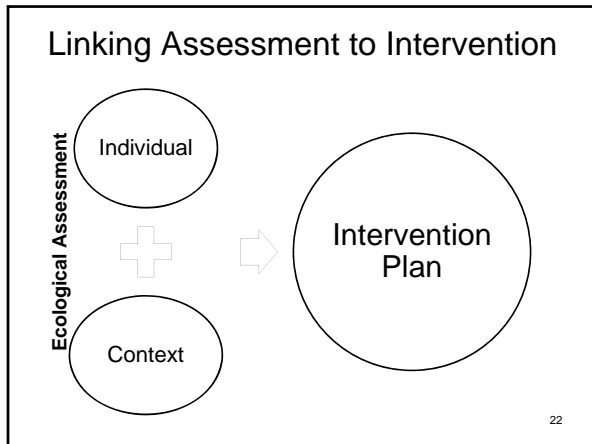 Linking Assessment to Intervention
Ecological Assessment
Individual
Context
Intervention
Plan
22